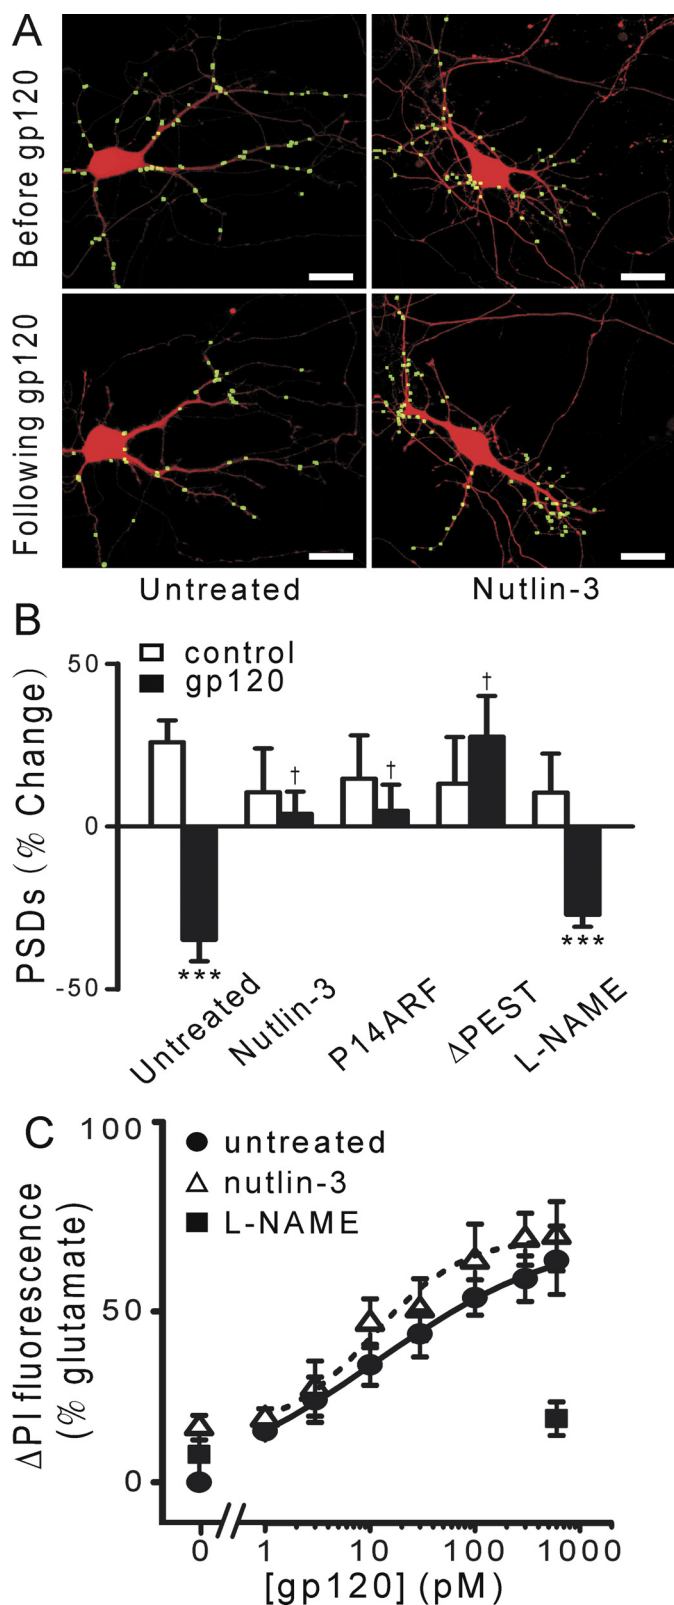 A
Before gp120
Following gp120
Untreated
Nutlin-3
B
control
gp120
PSDs (% Change)
50
0
-50
***
†
†
†
***
Untreated
Nutlin-3
P14ARF
ΔPEST
L-NAME
C
untreated
nutlin-3
L-NAME
ΔPI fluorescence
(% glutamate)
100
50
0
0
1
10
100
1000
[gp120] (pM)